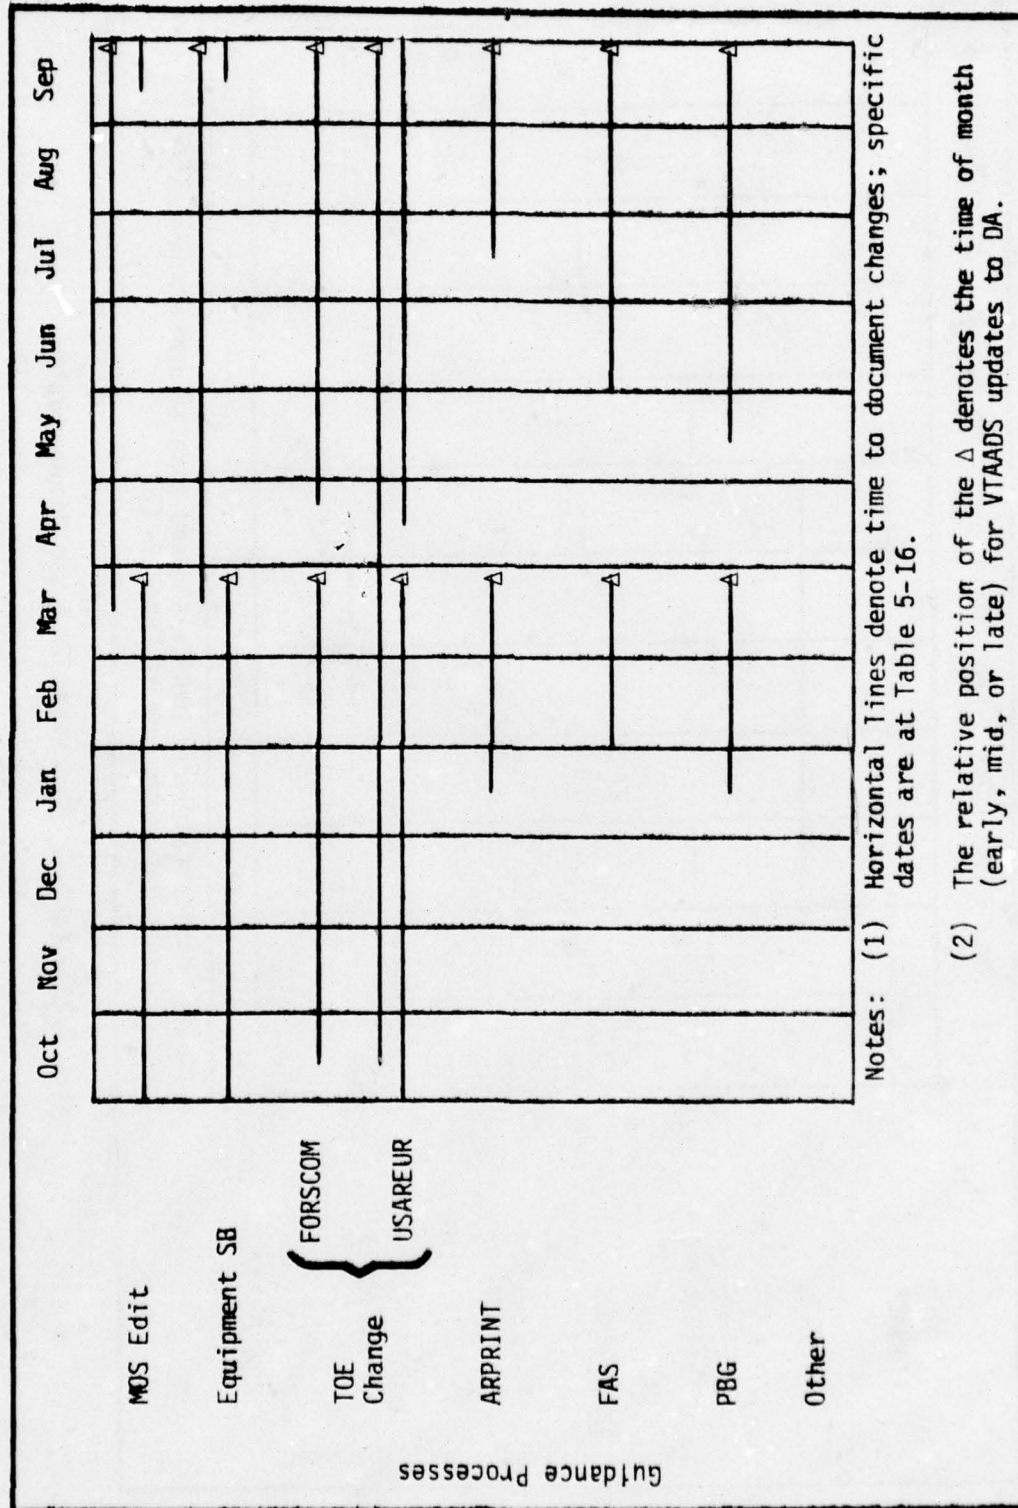 Oct Nov Dec Jan Feb Mar Apr May Jun Jul Aug Sep
Guidance Processes
MOS Edit
Equipment SB
TOE
Change
FORSCOM
USAREUR
ARPRINT
FAS
PBG
Other
Notes: (1) Horizontal lines denote time to document changes; specific
dates are at Table 5-16.
(2) The relative position of the Δ denotes the time of month
(early, mid, or late) for VTAADS updates to DA.